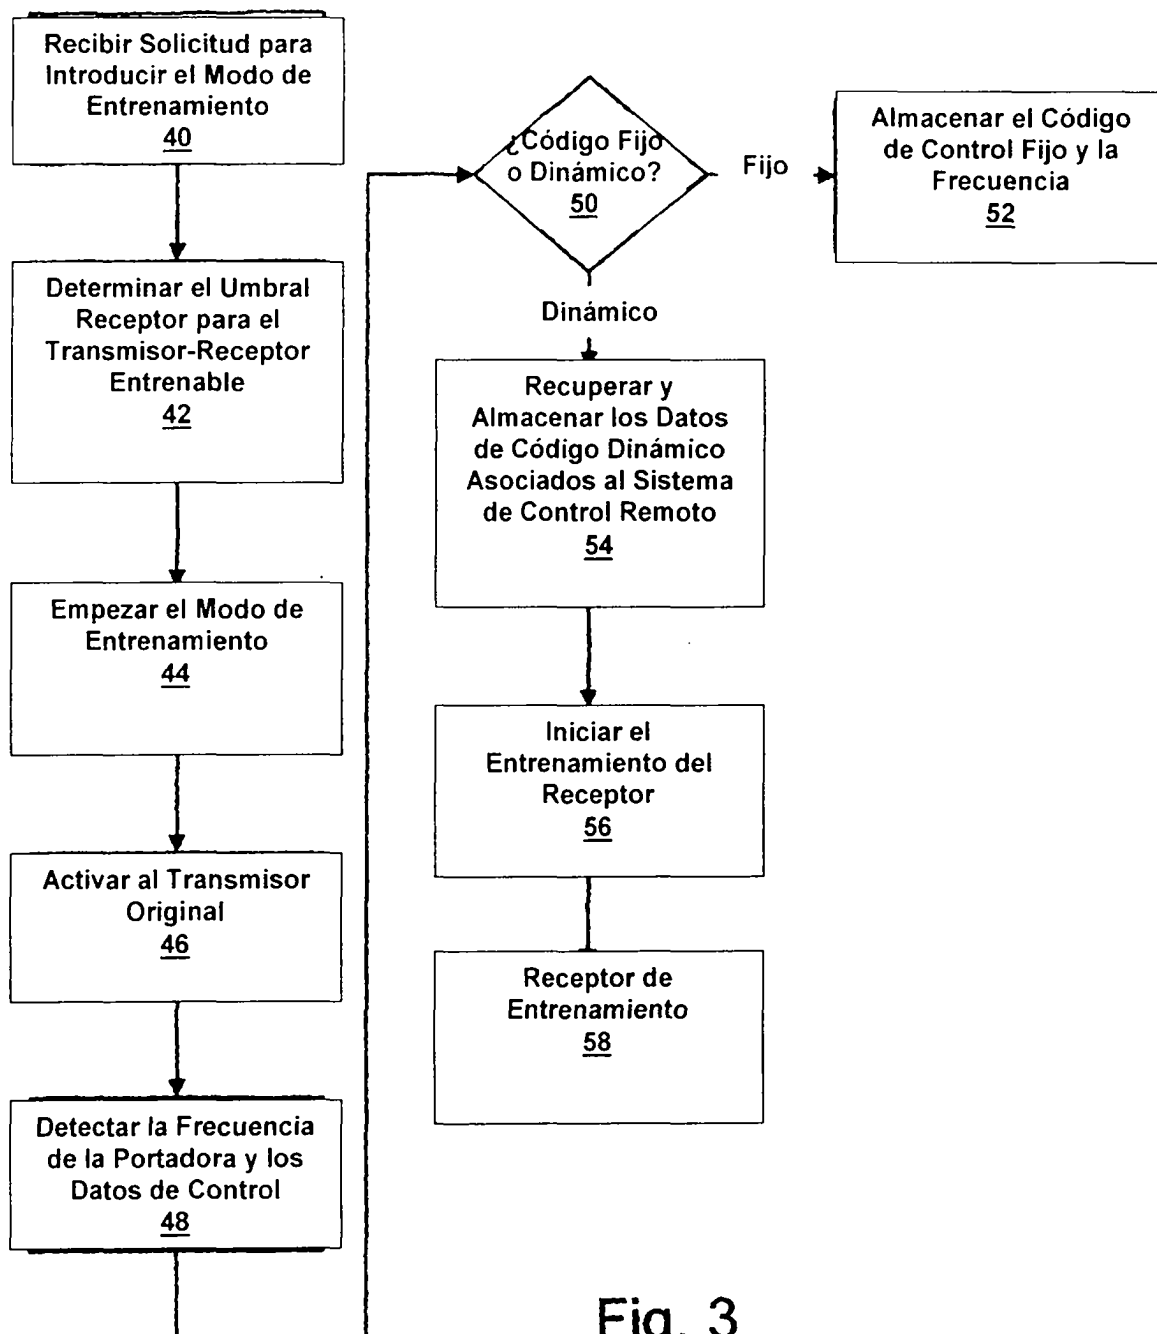 Recibir Solicitud para
Introducir el Modo de
Entrenamiento
40
Determinar el Umbral
Receptor para el
Transmisor-Receptor
Entrenable
42
Empezar el Modo de
Entrenamiento
44
Activar al Transmisor
Original
46
Detectar la Frecuencia
de la Portadora y los
Datos de Control
48
¿Código Fijo
o Dinámico?
50
Fijo
Almacenar el Código
de Control Fijo y la
Frecuencia
52
Dinámico
Recuperar y
Almacenar los Datos
de Código Dinámico
Asociados al Sistema
de Control Remoto
54
Iniciar el
Entrenamiento del
Receptor
56
Receptor de
Entrenamiento
58
Fig. 3